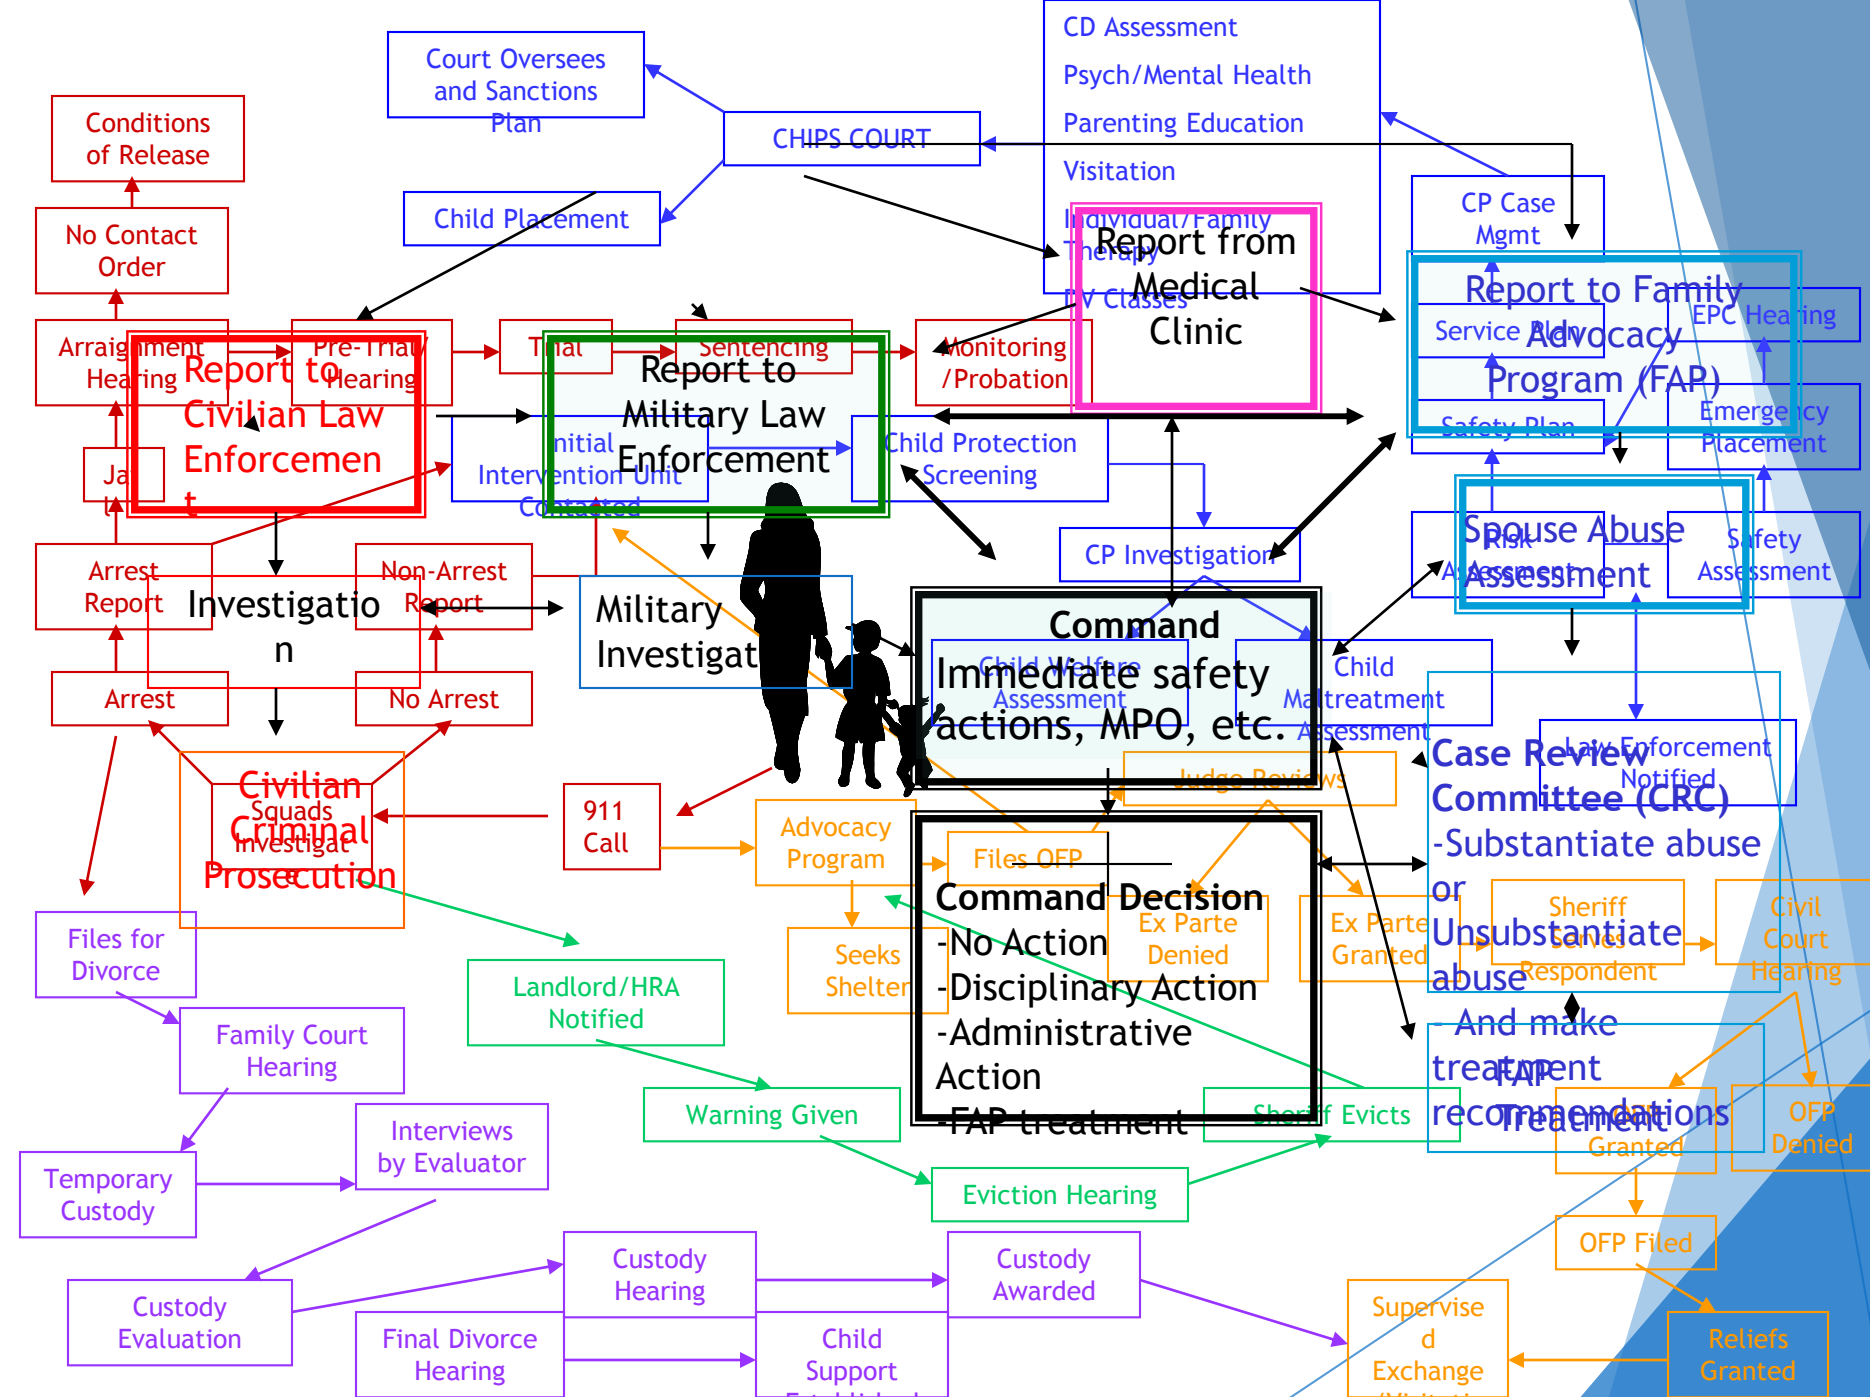 CD Assessment
Psych/Mental Health
Parenting Education
Visitation
Individual/Family
Therapy
DV Classes
Court Oversees
and Sanctions
Plan
CHIPS COURT
Child Placement
Conditions
of Release
No Contact
Order
Arraignment
Hearing
Pre-Trial/
Hearing
Trial
Sentencing
Monitoring
/Probation
CP Case
Mgmt
Report from
Medical
Clinic
Report to Family
Advocacy
Program (FAP)
Service Plan
EPC Hearing
Safety Plan
Emergency
Placement
Report to
Civilian Law
Enforcemen
t
Report to
Military Law
Enforcement
Initial
Intervention Unit
Contacted
Child Protection
Screening
Jai
l
CP Investigation
Spouse Abuse
Assessment
Risk
Assessment
Safety
Assessment
Arrest
Report
Non-Arrest
Report
Investigatio
n
Military
Investigat
Command
Immediate safety
actions, MPO, etc.
Child Welfare
Assessment
Child
Maltreatment
Assessment
Arrest
No Arrest
Law Enforcement
Notified
Case Review
Committee (CRC)
-Substantiate abuse
or
Unsubstantiate
abuse
- And make
treatment
recommendations
Civilian
Criminal
Prosecution
Squads
Investigat
e
911
Call
Advocacy
Program
Files OFP
Judge Reviews
Command Decision
-No Action
-Disciplinary Action
-Administrative
Action
-FAP treatment
Seeks
Shelter
Ex Parte
Denied
Ex Parte
Granted
Sheriff
Serves
Respondent
Civil
Court
Hearing
Files for
Divorce
Landlord/HRA
Notified
Family Court
Hearing
Warning Given
Sheriff Evicts
FAP
Treatment
Granted
OFP
Denied
Interviews
by Evaluator
Temporary
Custody
Eviction Hearing
OFP Filed
Custody
Hearing
Custody
Awarded
Custody
Evaluation
Final Divorce
Hearing
Child
Support
Supervise
d
Exchange
Reliefs
Granted